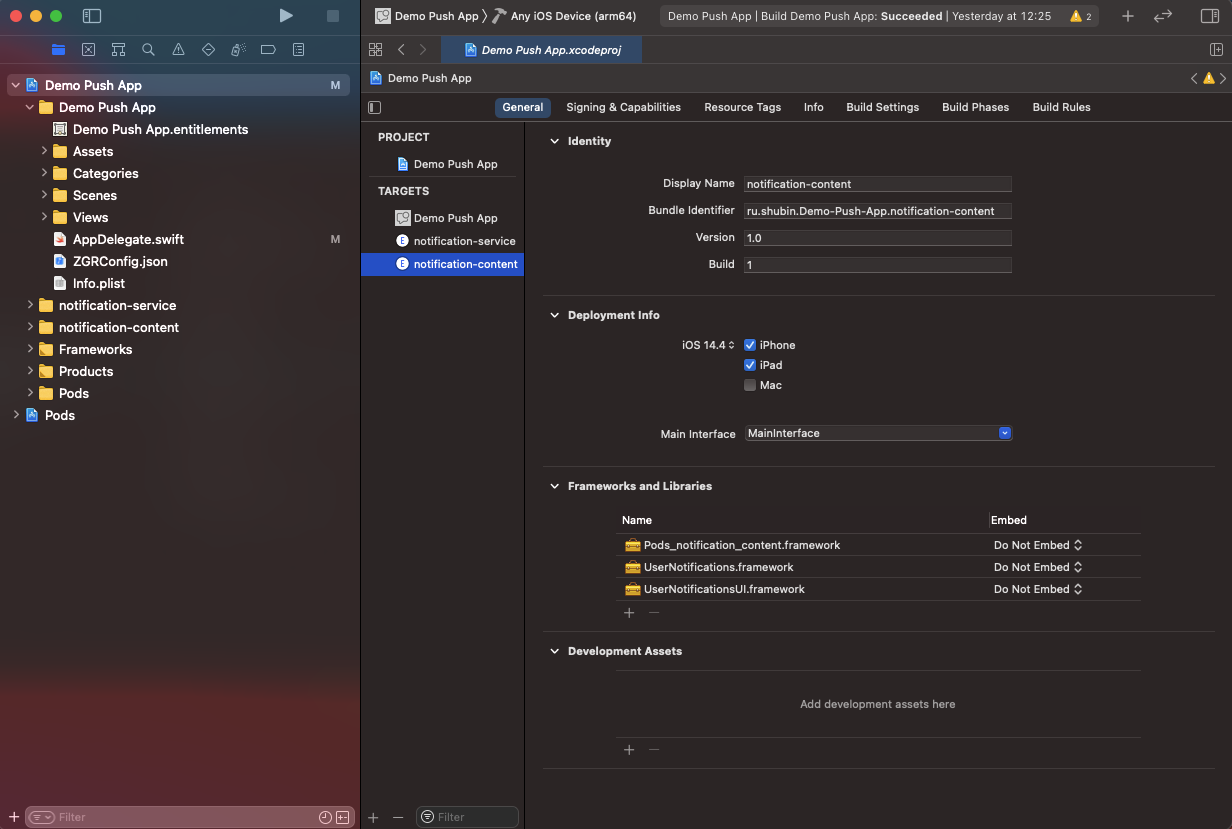 Demo Push App 〉 Any iOS Device (arm64)
Demo Push App | Build Demo Push App: Succeeded | Yesterday at 12:25
2
Demo Push App.xcodeproj
Demo Push App M
Demo Push App
Demo Push App.entitlements
Assets
Categories
Scenes
Views
AppDelegate.swift M
ZGRConfig.json
Info.plist
notification-service
notification-content
Frameworks
Products
Pods
Pods
Filter
Demo Push App
General Signing & Capabilities Resource Tags Info Build Settings Build Phases Build Rules
PROJECT
Demo Push App
TARGETS
Demo Push App
E notification-service
E notification-content
Filter
Identity
Display Name notification-content
Bundle Identifier ru.shubin.Demo-Push-App.notification-content
Version 1.0
Build 1
Deployment Info
iOS 14.4 iPhone
iPad
Mac
Main Interface MainInterface
Frameworks and Libraries
Name Embed
Pods_notification_content.framework Do Not Embed
UserNotifications.framework Do Not Embed
UserNotificationsUI.framework Do Not Embed
Development Assets
Add development assets here